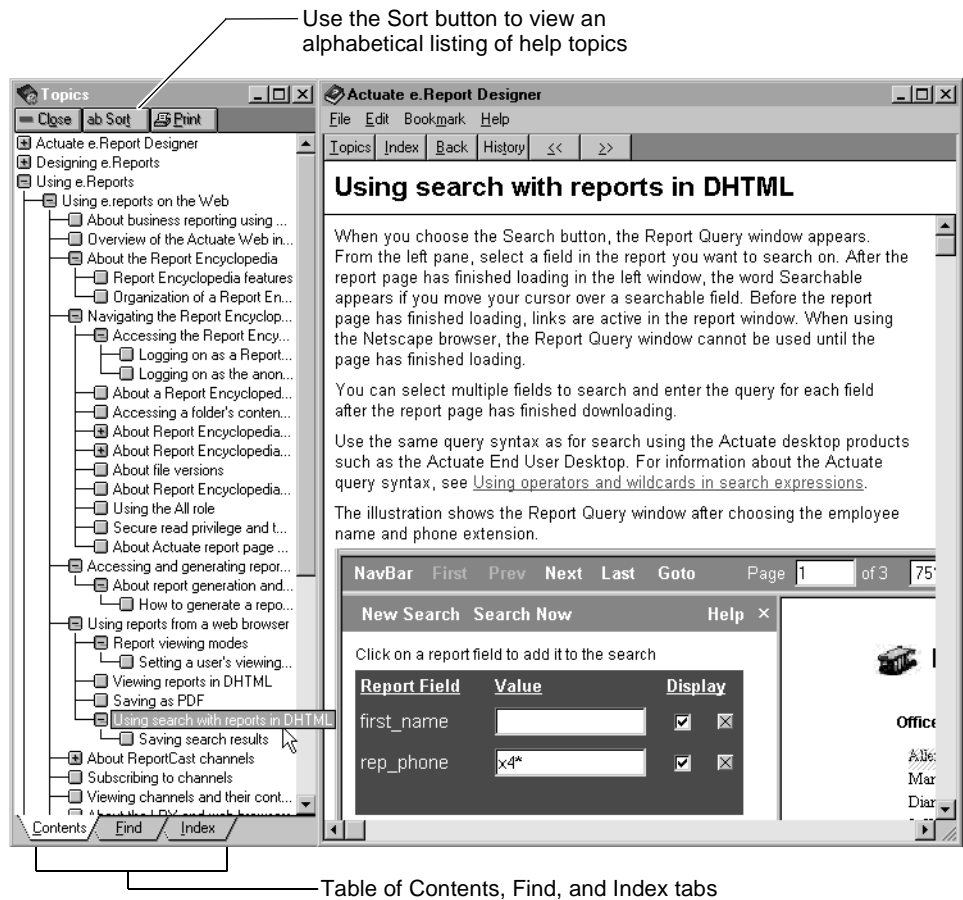 Use the Sort button to view an
alphabetical listing of help topics
Topics
Close ab Sort Print
Actuate e.Report Designer
Designing e.Reports
Using e.Reports
Using e.reports on the Web
About business reporting using ...
Overview of the Actuate Web in...
About the Report Encyclopedia
Report Encyclopedia features
Organization of a Report En...
Navigating the Report Encyclop...
Accessing the Report Ency...
Logging on as a Report...
Logging on as the anon...
About a Report Encycloped...
Accessing a folder's conten...
About Report Encyclopedia...
About Report Encyclopedia...
About file versions
About Report Encyclopedia...
Using the All role
Secure read privilege and t...
About Actuate report page ...
Accessing and generating repor...
About report generation and...
How to generate a repo...
Using reports from a web browser
Report viewing modes
Setting a user's viewing...
Viewing reports in DHTML
Saving as PDF
Using search with reports in DHTML
Saving search results
About ReportCast channels
Subscribing to channels
Viewing channels and their cont...
Contents Find Index
Actuate e.Report Designer
File Edit Bookmark Help
Topics Index Back History << >>
Using search with reports in DHTML
When you choose the Search button, the Report Query window appears.
From the left pane, select a field in the report you want to search on. After the
report page has finished loading in the left window, the word Searchable
appears if you move your cursor over a searchable field. Before the report
page has finished loading, links are active in the report window. When using
the Netscape browser, the Report Query window cannot be used until the
page has finished loading.
You can select multiple fields to search and enter the query for each field
after the report page has finished downloading.
Use the same query syntax as for search using the Actuate desktop products
such as the Actuate End User Desktop. For information about the Actuate
query syntax, see Using operators and wildcards in search expressions.
The illustration shows the Report Query window after choosing the employee
name and phone extension.
NavBar First Prev Next Last Goto Page 1 of 3 75
New Search Search Now Help ×
Click on a report field to add it to the search
Report Field Value Display
first_name
rep_phone x4*
Office
Alle
Mar
Dian
Table of Contents, Find, and Index tabs